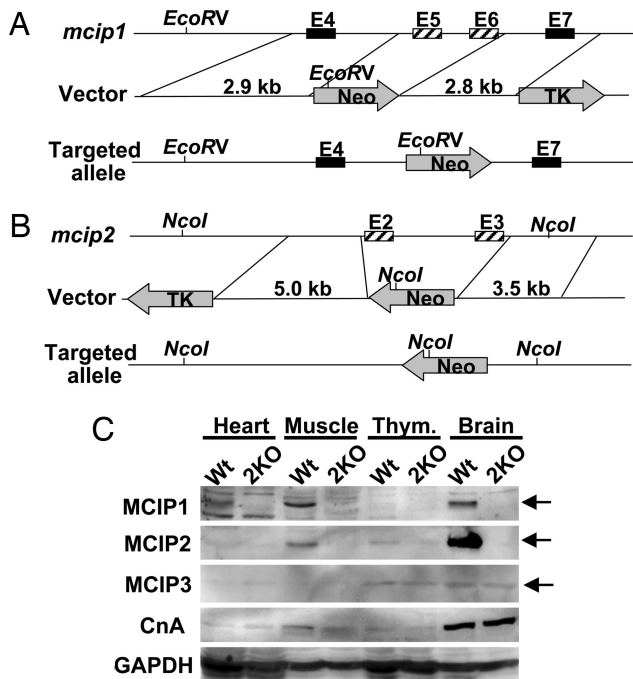 A
EcoRV E4 E5 E6 E7
mcip1
EcoRV
Vector 2.9 kb Neo 2.8 kb TK
Targeted allele EcoRV E4 EcoRV Neo E7
B
NcoI E2 E3 NcoI
mcip2
NcoI
Vector TK 5.0 kb Neo 3.5 kb
Targeted allele NcoI NcoI Neo NcoI
C
Heart Muscle Thym. Brain
Wt 2KO Wt 2KO Wt 2KO Wt 2KO
MCIP1
MCIP2
MCIP3
CnA
GAPDH